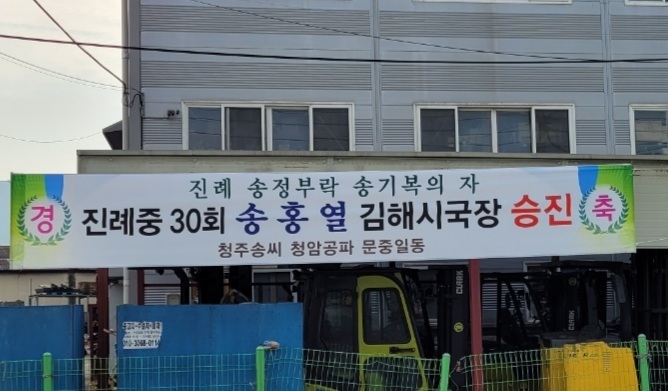 진례 송정부락 송기복의 자
경 진례중 30회 송홍열 김해시국장 승진 축
청주송씨 청암공파 문중일동
CLARK